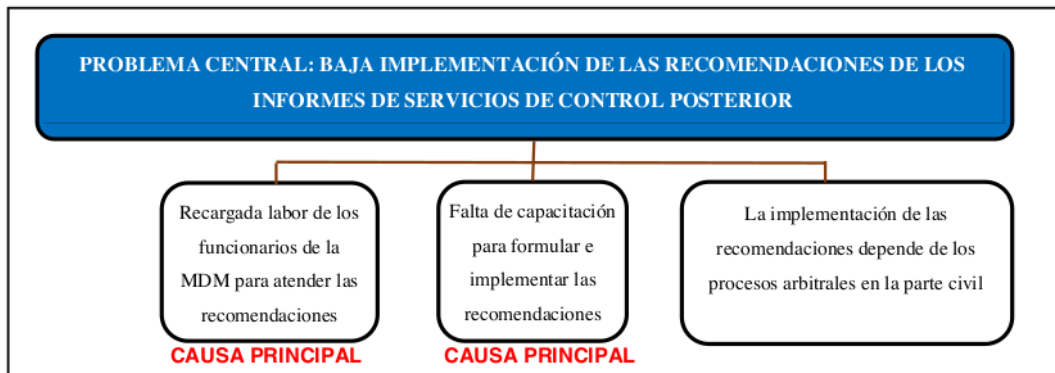 PROBLEMA CENTRAL: BAJA IMPLEMENTACIÓN DE LAS RECOMENDACIONES DE LOS
INFORMES DE SERVICIOS DE CONTROL POSTERIOR
Recargada labor de los
funcionarios de la
MDM para atender las
recomendaciones
CAUSA PRINCIPAL
Falta de capacitación
para formular e
implementar las
recomendaciones
CAUSA PRINCIPAL
La implementación de las
recomendaciones depende de los
procesos arbitrales en la parte civil